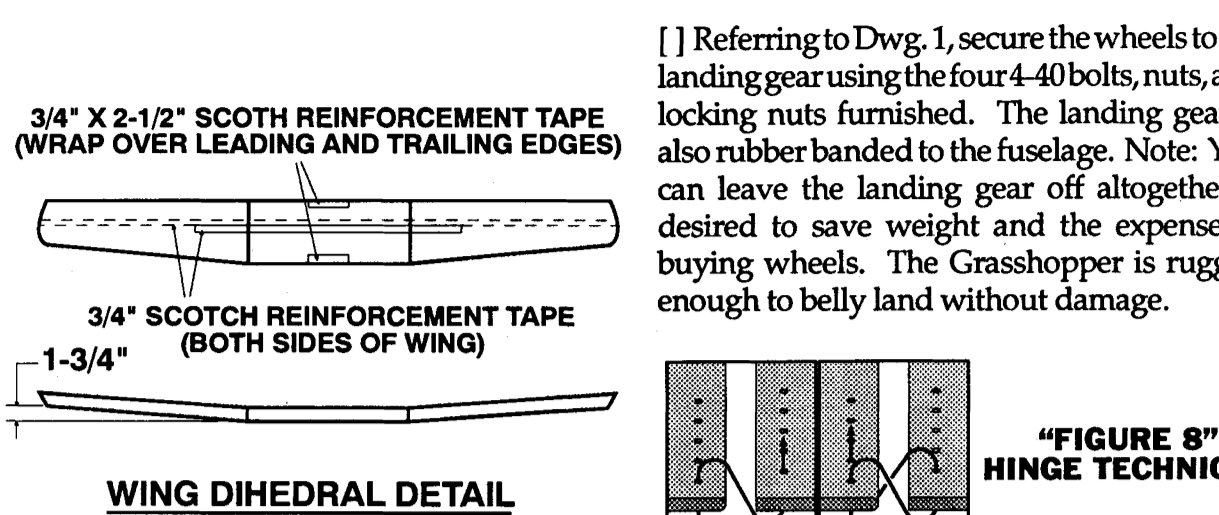 3/4" X 2-1/2" SCOTH REINFORCEMENT TAPE
(WRAP OVER LEADING AND TRAILING EDGES)
3/4" SCOTCH REINFORCEMENT TAPE
(BOTH SIDES OF WING)
1-3/4"
WING DIHEDRAL DETAIL
[ ] Referring to Dwg. 1, secure the wheels to
landing gear using the four 4-40 bolts, nuts, a
locking nuts furnished. The landing gea
also rubber banded to the fuselage. Note: Y
can leave the landing gear off altogethe
desired to save weight and the expense
buying wheels. The Grasshopper is rugg
enough to belly land without damage.
“FIGURE 8”
HINGE TECHNI